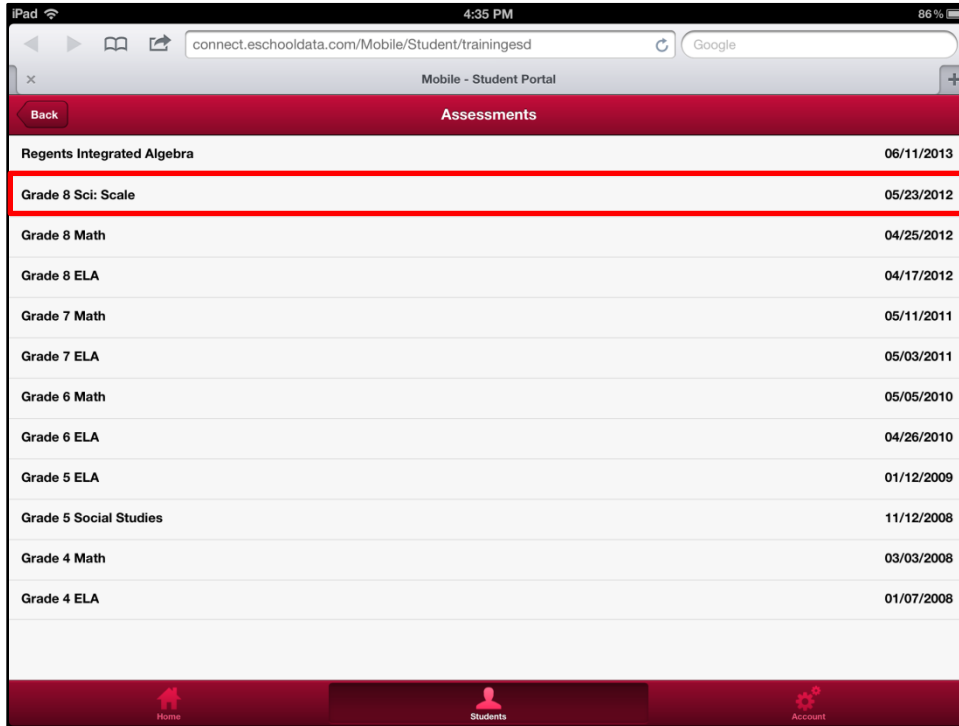 iPad 4:35 PM 86%
connect.eschooldata.com/Mobile/Student/trainingesd Google
Mobile - Student Portal
Back Assessments
Regents Integrated Algebra 06/11/2013
Grade 8 Sci: Scale 05/23/2012
Grade 8 Math 04/25/2012
Grade 8 ELA 04/17/2012
Grade 7 Math 05/11/2011
Grade 7 ELA 05/03/2011
Grade 6 Math 05/05/2010
Grade 6 ELA 04/26/2010
Grade 5 ELA 01/12/2009
Grade 5 Social Studies 11/12/2008
Grade 4 Math 03/03/2008
Grade 4 ELA 01/07/2008
Home Students Account